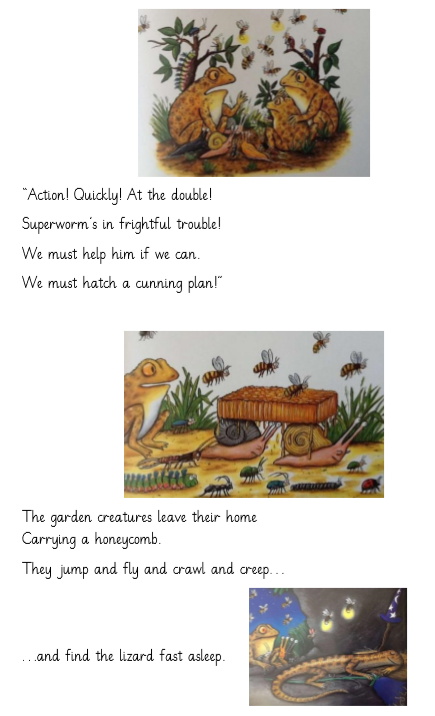 “Action! Quickly! At the double!
Superworm’s in frightful trouble!
We must help him if we can.
We must hatch a cunning plan!”
The garden creatures leave their home
Carrying a honeycomb.
They jump and fly and crawl and creep...
...and find the lizard fast asleep.